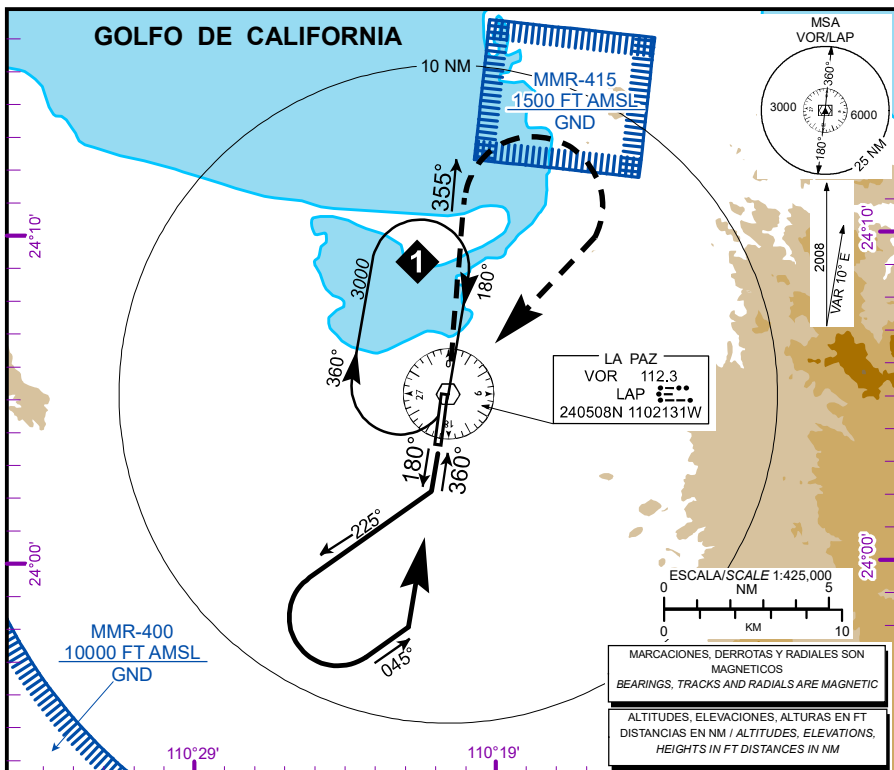 GOLFO DE CALIFORNIA
10 NM
MMR-415
1500 FT AMSL
GND
MSA
VOR/LAP
360°
3000
6000
180°
25 NM
2008
VAR 10° E
24°10'
24°10'
355°
3000
1
180°
360°
LA PAZ
VOR 112.3
LAP
240508N 1102131W
0
9
18
27
180°
360°
225°
045°
24°00'
24°00'
ESCALA/SCALE 1:425,000
NM
0
5
KM
0
10
MMR-400
10000 FT AMSL
GND
MARCACIONES, DERROTAS Y RADIALES SON
MAGNETICOS
BEARINGS, TRACKS AND RADIALS ARE MAGNETIC
ALTITUDES, ELEVACIONES, ALTURAS EN FT
DISTANCIAS EN NM / ALTITUDES, ELEVATIONS,
HEIGHTS IN FT DISTANCES IN NM
110°29'
110°19'